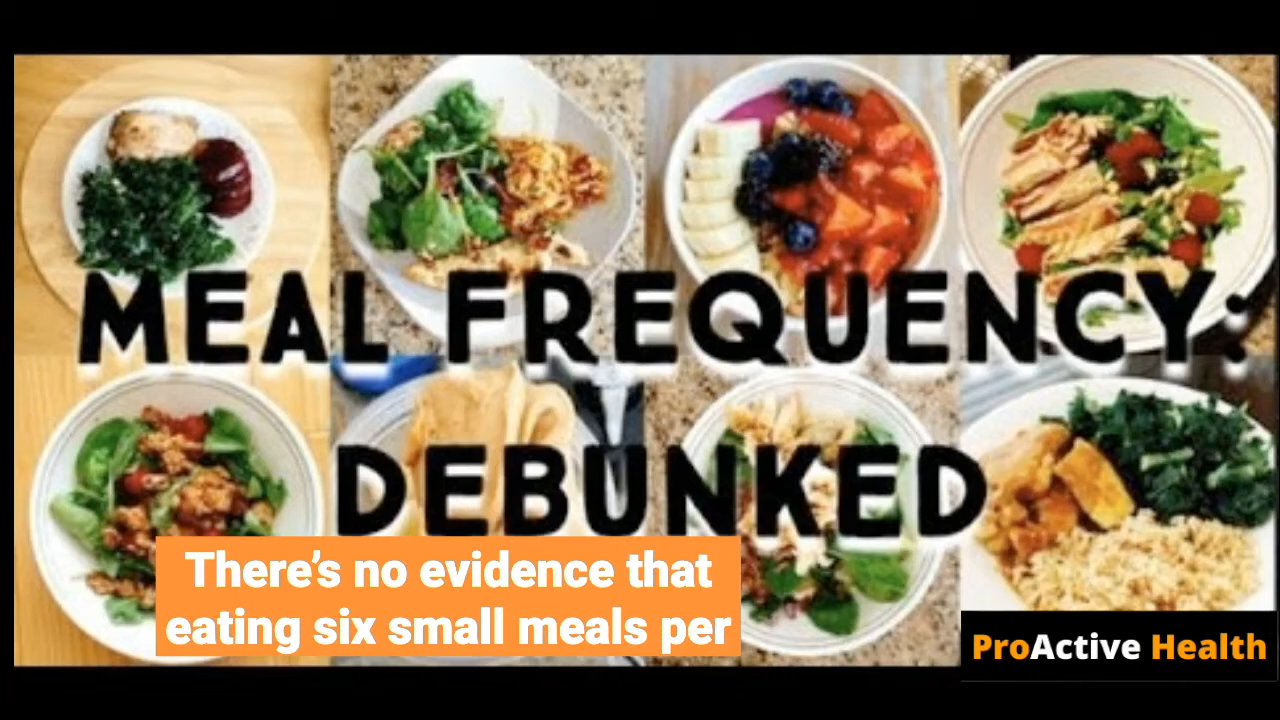 MEAL FREQUENCY:
DEBUNKED
There's no evidence that
eating six small meals per
ProActive Health